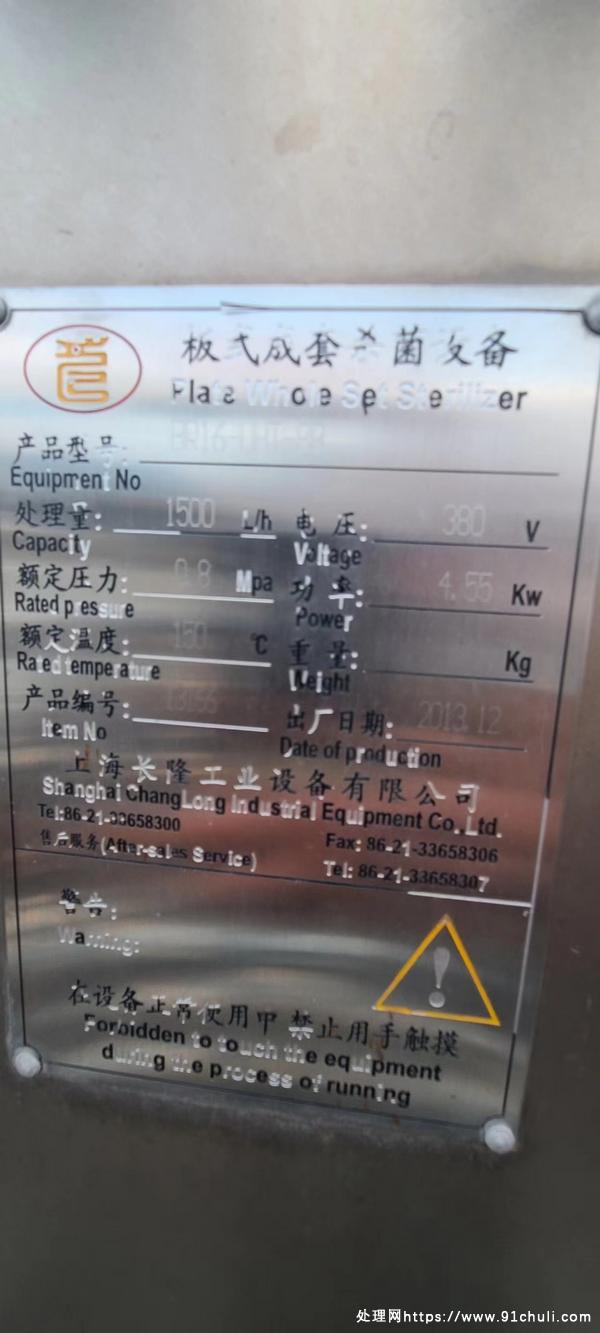 板式成套杀菌设备
Plate Whole Set Sterilizer
产品型号:
Equipment No
处理量: 1500 L/h 电压: 380 V
Capacity Voltage
额定压力: 0.8 Mpa 功率: 4.55 Kw
Rated pressure Power
额定温度: 150 ℃ 重量: Kg
Rated temperature Weight
产品编号: 出厂日期: 2013.12
Item No Date of production
上海长隆工业设备有限公司
Shanghai ChangLong Industrial Equipment Co.,Ltd.
Tel:86-21-33658300 Fax: 86-21-33658306
售后服务(After-sales Service) Tel: 86-21-33658307
警告:
Warning:
在设备正常使用中禁止用手触摸
Forbidden to touch the equipment
during the process of running
处理网https://www.91chuli.com